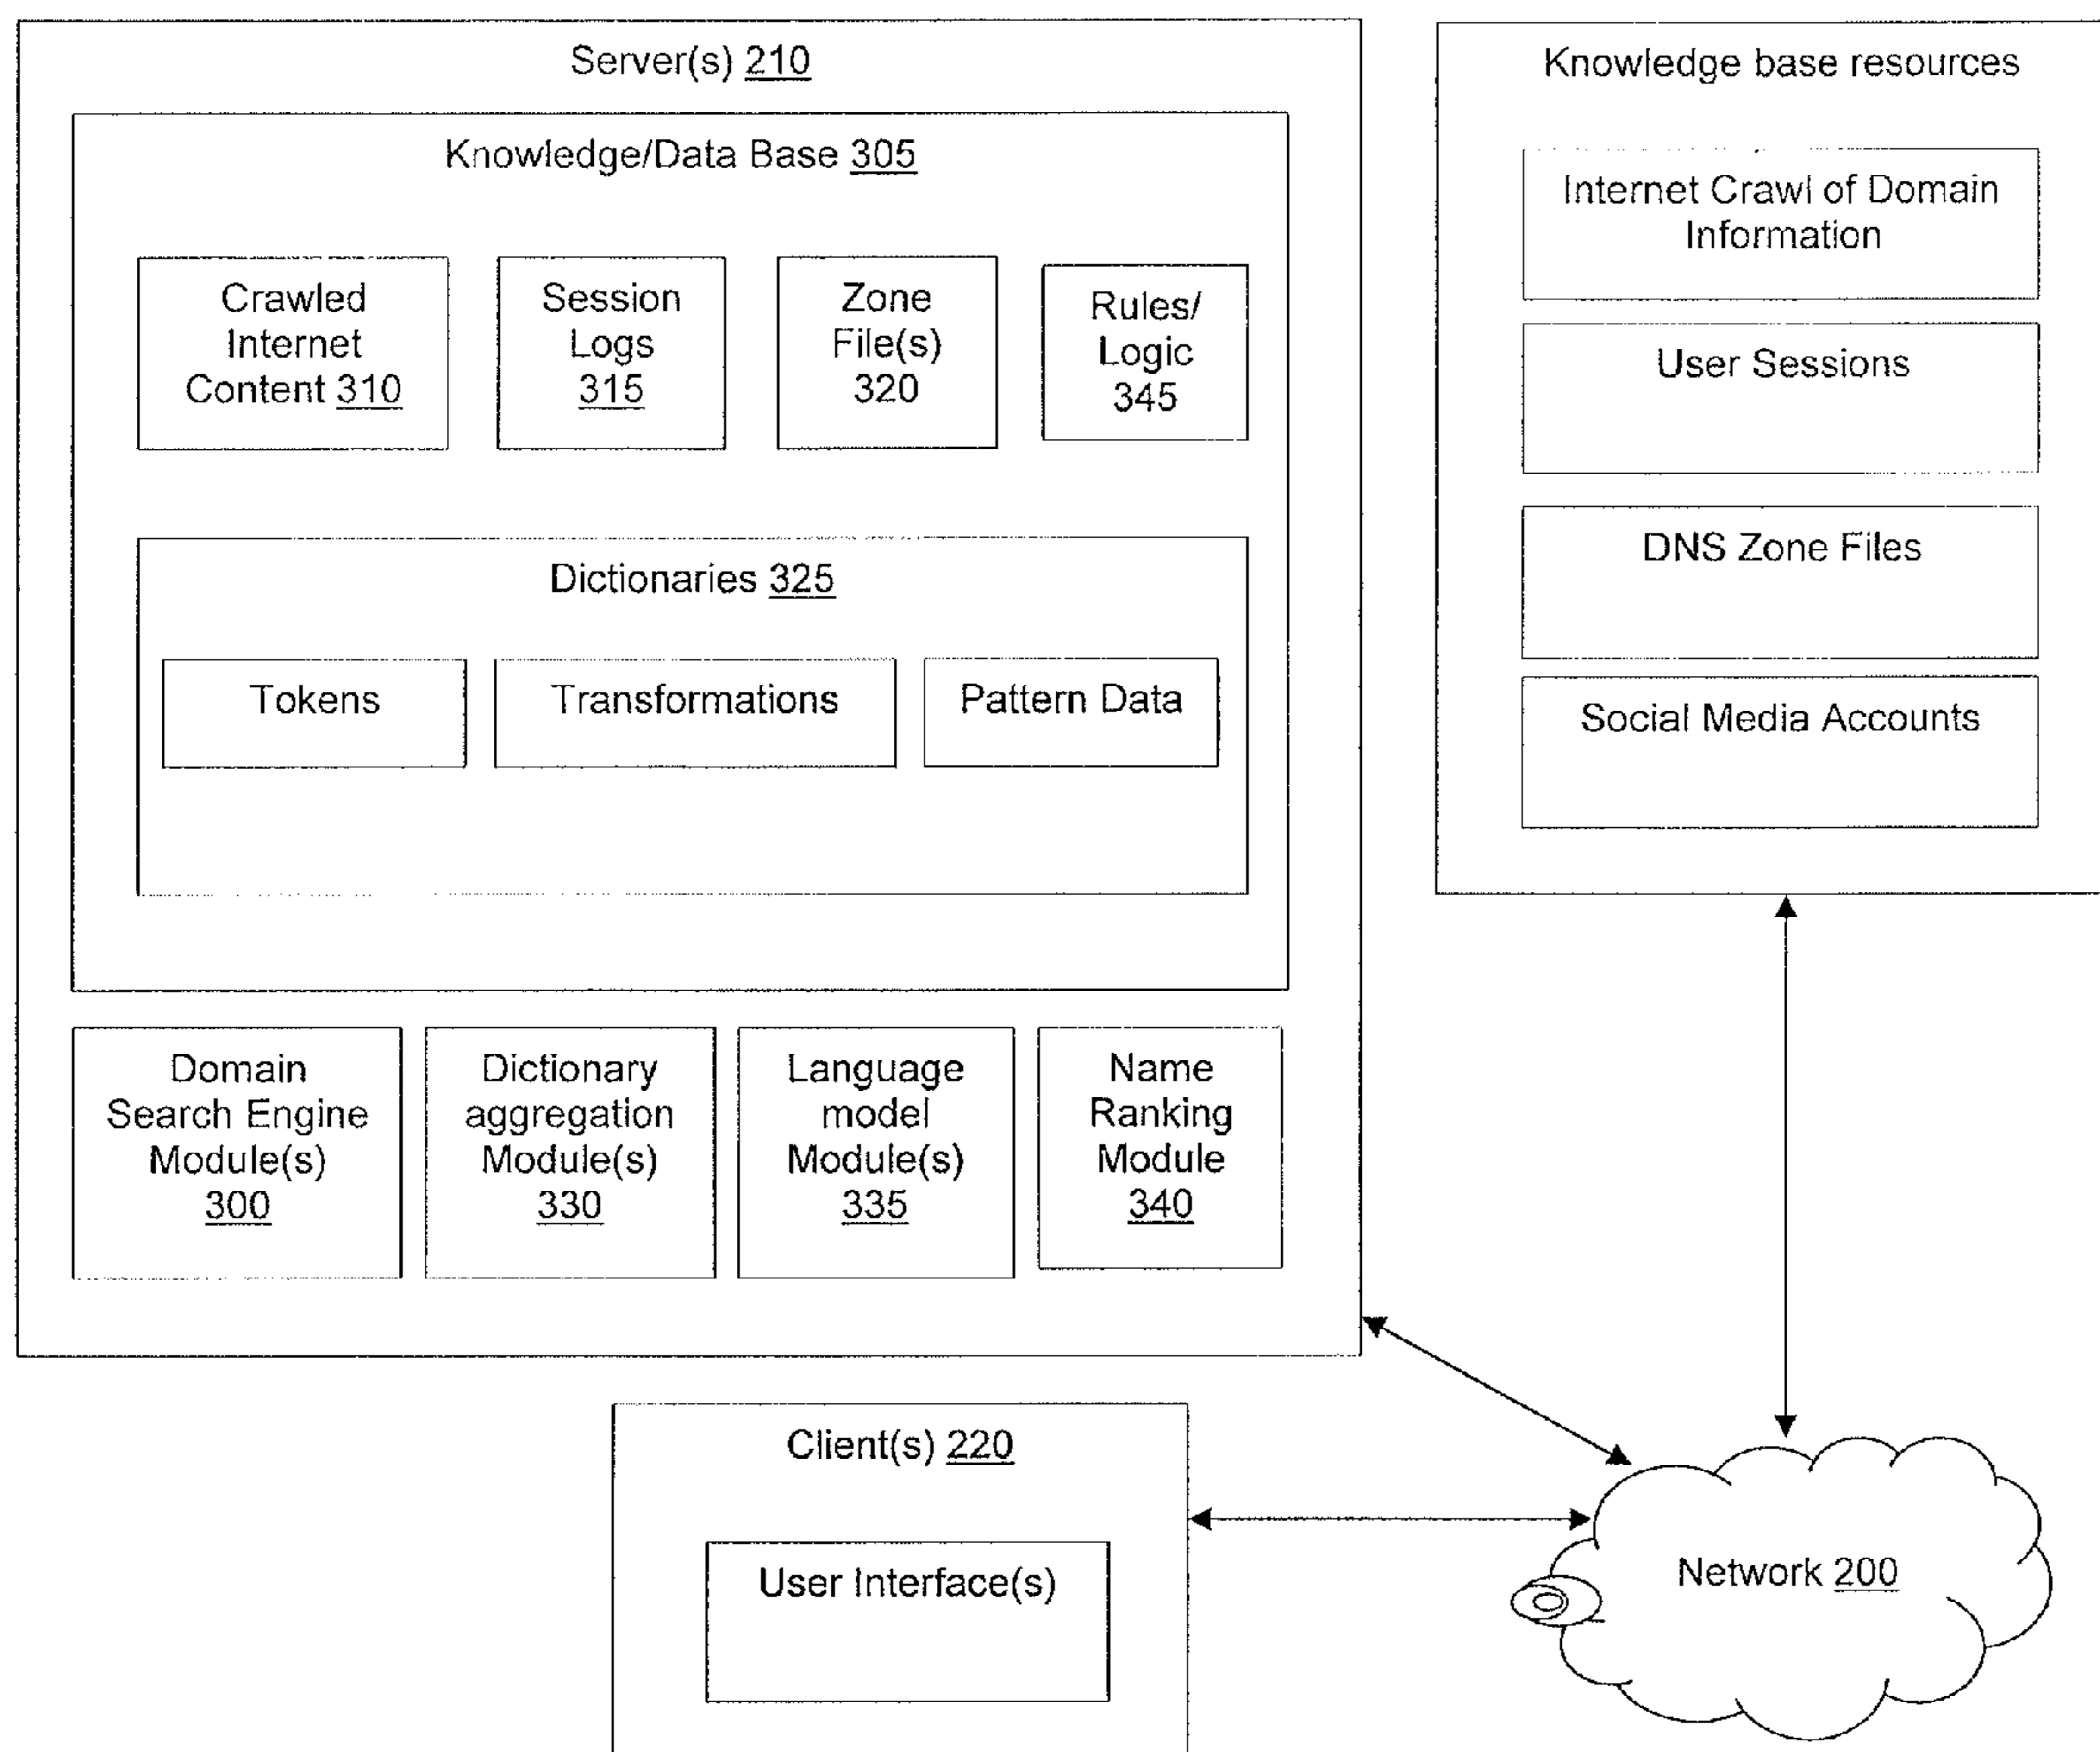 Server(s) 210
Knowledge/Data Base 305
Crawled
Internet
Content 310
Session
Logs
315
Zone
File(s)
320
Rules/
Logic
345
Dictionaries 325
Tokens
Transformations
Pattern Data
Domain
Search Engine
Module(s)
300
Dictionary
aggregation
Module(s)
330
Language
model
Module(s)
335
Name
Ranking
Module
340
Knowledge base resources
Internet Crawl of Domain
Information
User Sessions
DNS Zone Files
Social Media Accounts
Client(s) 220
User Interface(s)
Network 200